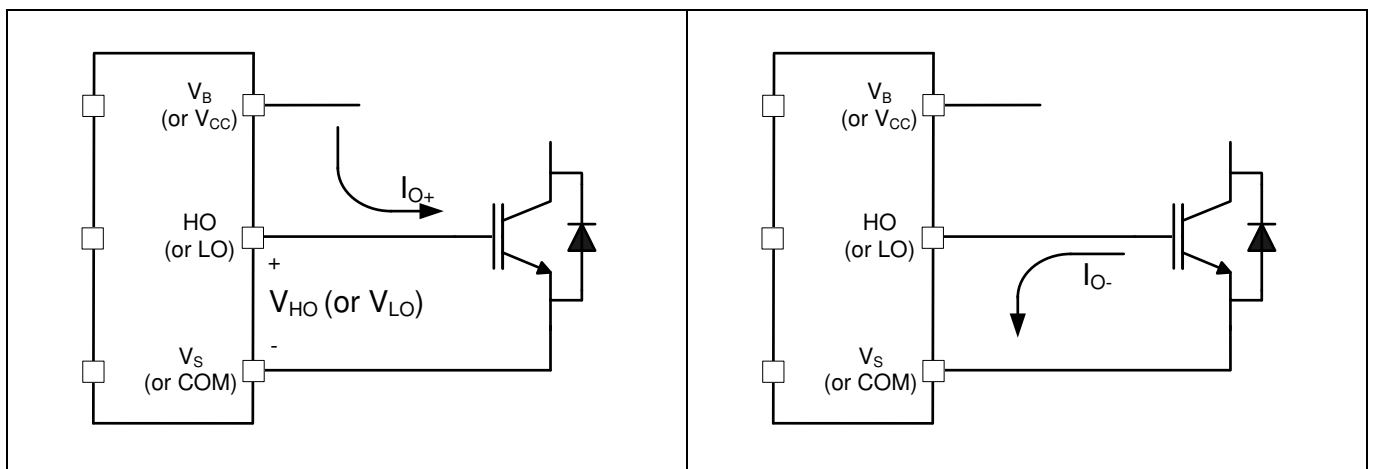 V_B
(or V_CC)
I_O+
HO
(or LO)
+
V_HO (or V_LO)
-
V_S
(or COM)
V_B
(or V_CC)
HO
(or LO)
I_O-
V_S
(or COM)